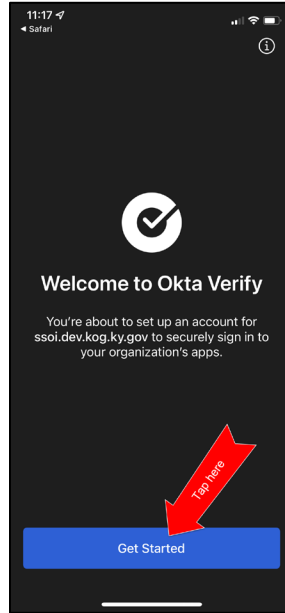 11:17
◀ Safari
Welcome to Okta Verify
You're about to set up an account for
ssoi.dev.kog.ky.gov to securely sign in to
your organization's apps.
Tap here
Get Started